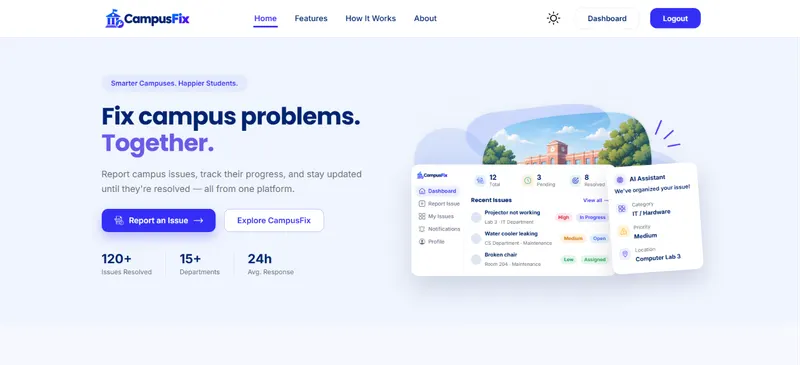 CampusFix
Home
Features
How It Works
About
Dashboard
Logout
Smarter Campuses. Happier Students.
Fix campus problems.
Together.
Report campus issues, track their progress, and stay updated
until they're resolved — all from one platform.
Report an Issue →
Explore CampusFix
120+
Issues Resolved
15+
Departments
24h
Avg. Response
CampusFix
Dashboard
Report Issue
My Issues
Notifications
Profile
12
Total
3
Pending
8
Resolved
Recent Issues
View all →
Projector not working
Lab 3 · IT Department
High
In Progress
Water cooler leaking
CS Department · Maintenance
Medium
Open
Broken chair
Room 204 · Maintenance
Low
Assigned
AI Assistant
We've organized your issue!
Category
IT / Hardware
Priority
Medium
Location
Computer Lab 3